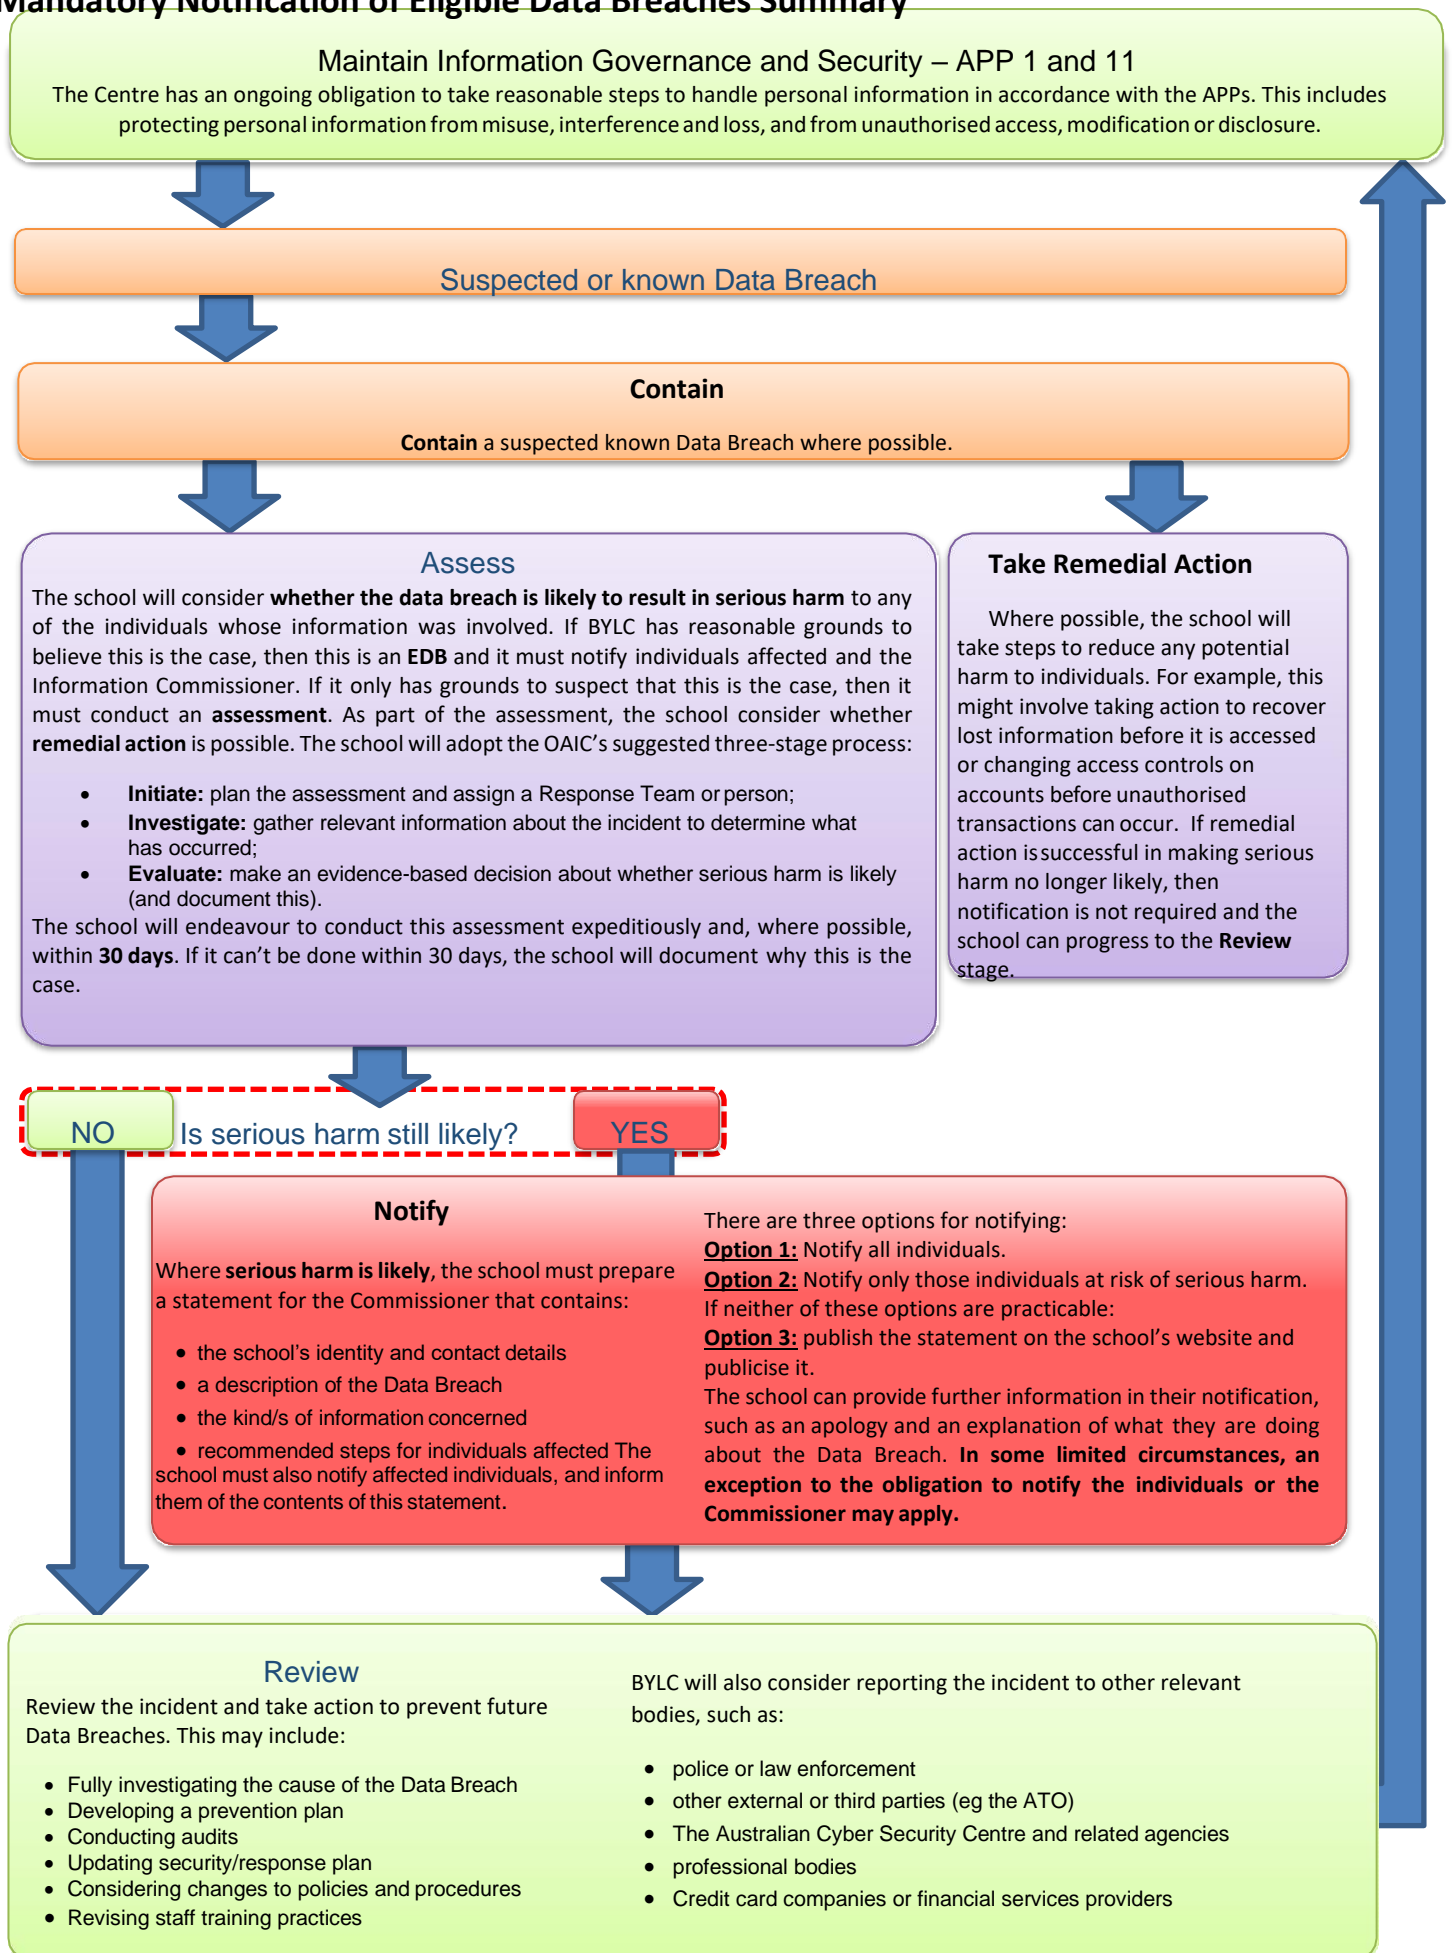 Mandatory Notification of Eligible Data Breaches Summary
Maintain Information Governance and Security – APP 1 and 11
The Centre has an ongoing obligation to take reasonable steps to handle personal information in accordance with the APPs. This includes
protecting personal information from misuse, interference and loss, and from unauthorised access, modification or disclosure.
Suspected or known Data Breach
Contain
Contain a suspected known Data Breach where possible.
Assess
The school will consider whether the data breach is likely to result in serious harm to any
of the individuals whose information was involved. If BYLC has reasonable grounds to
believe this is the case, then this is an EDB and it must notify individuals affected and the
Information Commissioner. If it only has grounds to suspect that this is the case, then it
must conduct an assessment. As part of the assessment, the school consider whether
remedial action is possible. The school will adopt the OAIC's suggested three-stage process:
• Initiate: plan the assessment and assign a Response Team or person;
• Investigate: gather relevant information about the incident to determine what
has occurred;
• Evaluate: make an evidence-based decision about whether serious harm is likely
(and document this).
The school will endeavour to conduct this assessment expeditiously and, where possible,
within 30 days. If it can't be done within 30 days, the school will document why this is the
case.
Take Remedial Action
Where possible, the school will
take steps to reduce any potential
harm to individuals. For example, this
might involve taking action to recover
lost information before it is accessed
or changing access controls on
accounts before unauthorised
transactions can occur. If remedial
action is successful in making serious
harm no longer likely, then
notification is not required and the
school can progress to the Review
stage.
NO
Is serious harm still likely?
YES
Notify
Where serious harm is likely, the school must prepare
a statement for the Commissioner that contains:
• the school's identity and contact details
• a description of the Data Breach
• the kind/s of information concerned
• recommended steps for individuals affected The
school must also notify affected individuals, and inform
them of the contents of this statement.
There are three options for notifying:
Option 1: Notify all individuals.
Option 2: Notify only those individuals at risk of serious harm.
If neither of these options are practicable:
Option 3: publish the statement on the school's website and
publicise it.
The school can provide further information in their notification,
such as an apology and an explanation of what they are doing
about the Data Breach. In some limited circumstances, an
exception to the obligation to notify the individuals or the
Commissioner may apply.
Review
Review the incident and take action to prevent future
Data Breaches. This may include:
• Fully investigating the cause of the Data Breach
• Developing a prevention plan
• Conducting audits
• Updating security/response plan
• Considering changes to policies and procedures
• Revising staff training practices
BYLC will also consider reporting the incident to other relevant
bodies, such as:
• police or law enforcement
• other external or third parties (eg the ATO)
• The Australian Cyber Security Centre and related agencies
• professional bodies
• Credit card companies or financial services providers